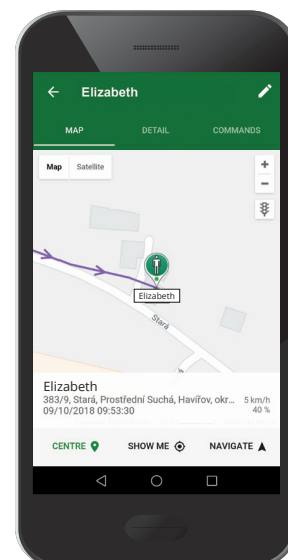 Elizabeth
MAP DETAIL COMMANDS
Map Satellite
+
−
Elizabeth
Stará
Elizabeth
383/9, Stará, Prostřední Suchá, Havířov, okr... 5 km/h
09/10/2018 09:53:30 40 %
CENTRE SHOW ME NAVIGATE